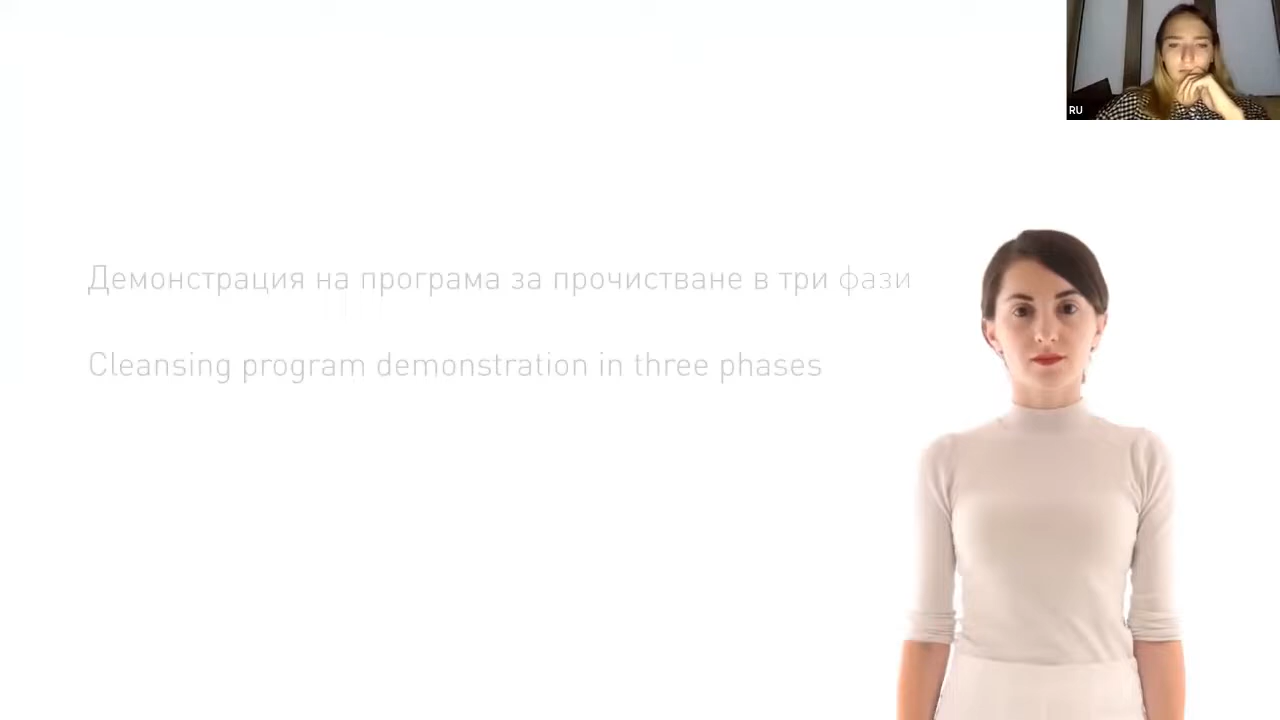 RU
Демонстрация на програма за прочистване в три фази
Cleansing program demonstration in three phases